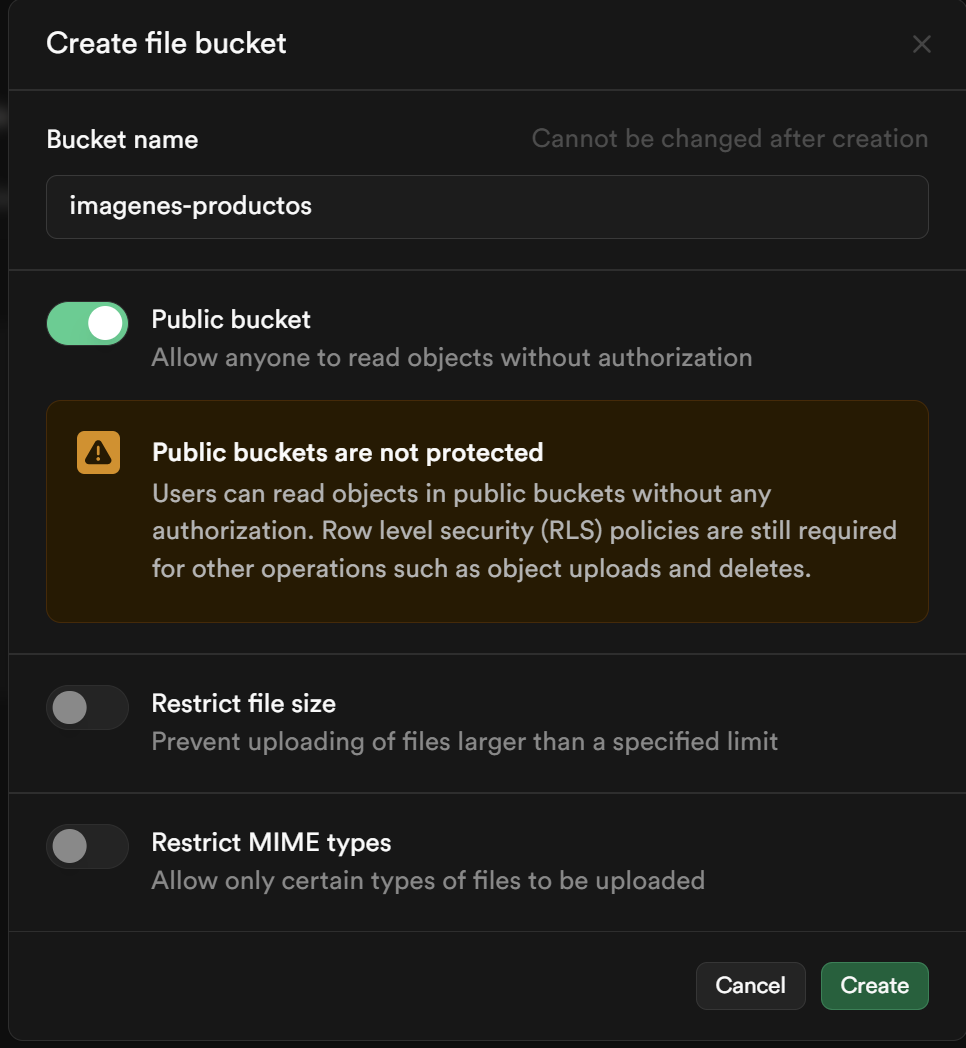 Create file bucket
Bucket name
Cannot be changed after creation
imagenes-productos
Public bucket
Allow anyone to read objects without authorization
Public buckets are not protected
Users can read objects in public buckets without any
authorization. Row level security (RLS) policies are still required
for other operations such as object uploads and deletes.
Restrict file size
Prevent uploading of files larger than a specified limit
Restrict MIME types
Allow only certain types of files to be uploaded
Cancel
Create